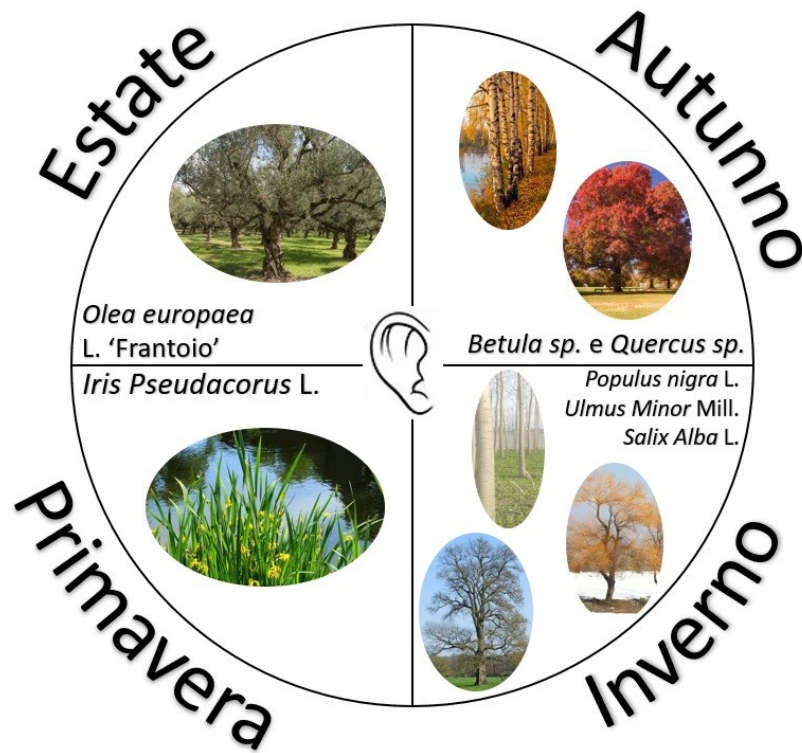 Estate
Autunno
Olea europaea
L. ‘Frantoio’
Betula sp. e Quercus sp.
Iris Pseudacorus L.
Populus nigra L.
Ulmus Minor Mill.
Salix Alba L.
Primavera
Inverno